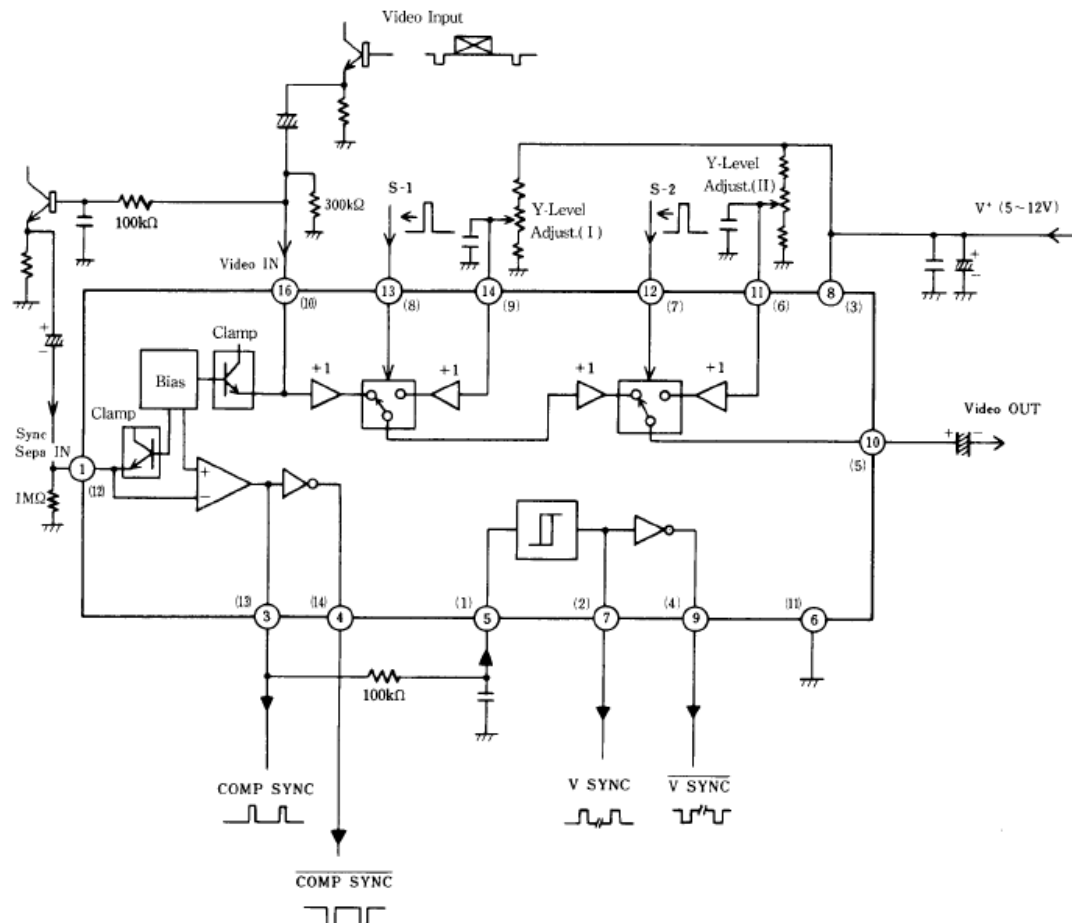 Video Input
100kΩ
300kΩ
S-1
Y-Level
Adjust.(I)
S-2
Y-Level
Adjust.(II)
V⁺ (5~12V)
Video IN
16
(10)
13
(8)
14
(9)
12
(7)
11
(6)
8
(3)
Clamp
Bias
+1
+1
+1
+1
Clamp
Video OUT
+
-
10
(5)
+
-
+
-
Sync
Sepa IN
1
(12)
1MΩ
+
−
(13)
3
(14)
4
(1)
5
(2)
7
(4)
9
(11)
6
100kΩ
COMP SYNC
V SYNC
V̅ ̅S̅Y̅N̅C̅
C̅O̅M̅P̅ ̅S̅Y̅N̅C̅